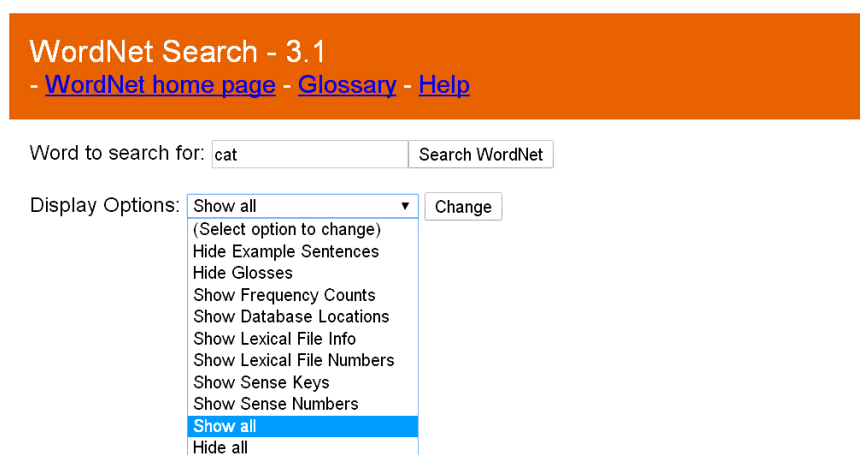 WordNet Search - 3.1
- WordNet home page - Glossary - Help
Word to search for: cat Search WordNet
Display Options: Show all Change
(Select option to change)
Hide Example Sentences
Hide Glosses
Show Frequency Counts
Show Database Locations
Show Lexical File Info
Show Lexical File Numbers
Show Sense Keys
Show Sense Numbers
Show all
Hide all